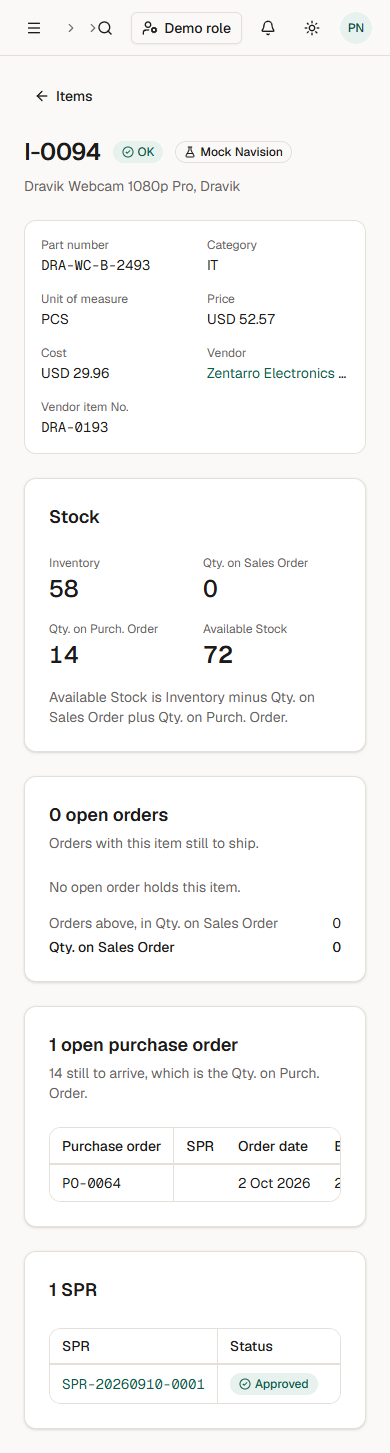 Demo role
PN
Items
I-0094
OK
Mock Navision
Dravik Webcam 1080p Pro, Dravik
Part number
Category
DRA-WC-B-2493
IT
Unit of measure
Price
PCS
USD 52.57
Cost
Vendor
USD 29.96
Zentarro Electronics ...
Vendor item No.
DRA-0193
Stock
Inventory
Qty. on Sales Order
58
0
Qty. on Purch. Order
Available Stock
14
72
Available Stock is Inventory minus Qty. on
Sales Order plus Qty. on Purch. Order.
0 open orders
Orders with this item still to ship.
No open order holds this item.
Orders above, in Qty. on Sales Order 0
Qty. on Sales Order 0
1 open purchase order
14 still to arrive, which is the Qty. on Purch.
Order.
Purchase order SPR Order date
PO-0064 2 Oct 2026
1 SPR
SPR Status
SPR-20260910-0001 Approved